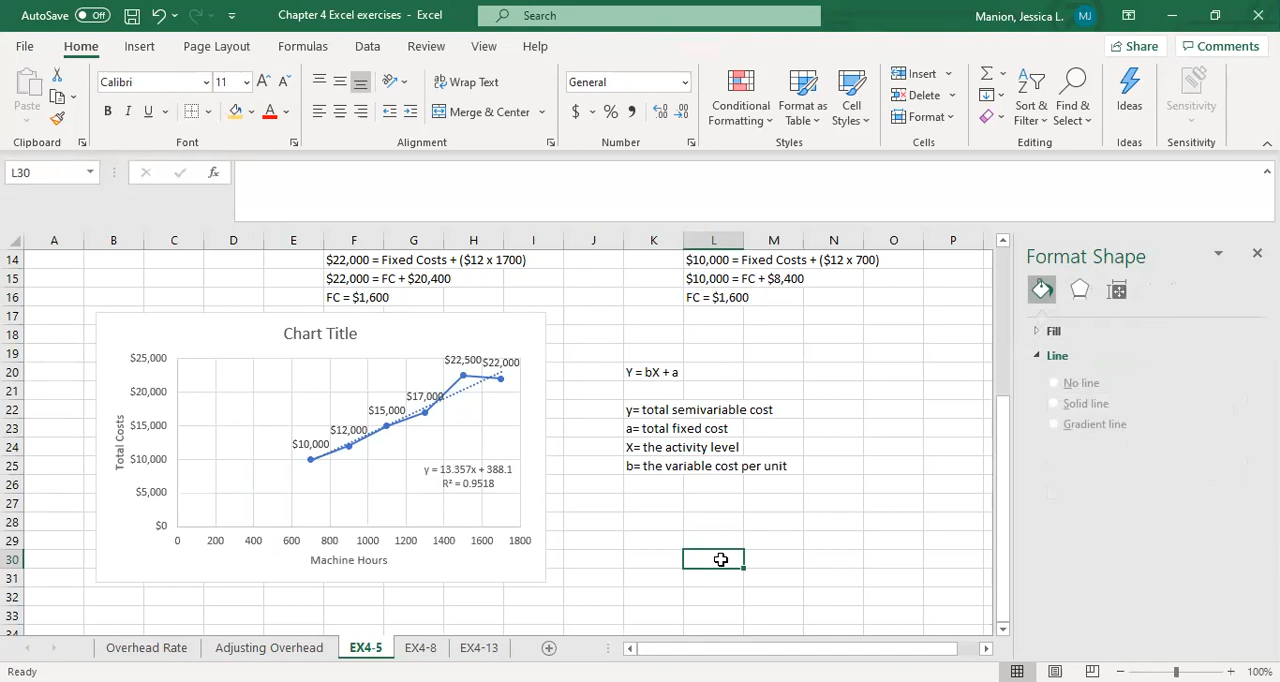 AutoSave Off Chapter 4 Excel exercises - Excel Search Manion, Jessica L. MJ
File Home Insert Page Layout Formulas Data Review View Help Share Comments
Paste Calibri 11 Wrap Text General Conditional Formatting Format as Table Cell Styles Insert Sort & Filter Find & Select Ideas Sensitivity
B I U Merge & Center $ % Delete
Format
Clipboard Font Alignment Number Styles Cells Editing Ideas Sensitivity
L30 fx
A B C D E F G H I J K L M N O P
14 $22,000 = Fixed Costs + ($12 x 1700) $10,000 = Fixed Costs + ($12 x 700)
15 $22,000 = FC + $20,400 $10,000 = FC + $8,400
16 FC = $1,600 FC = $1,600
17
18
19
20 Y = bX + a
21
22 y= total semivariable cost
23 a= total fixed cost
24 X= the activity level
25 b= the variable cost per unit
26
27
28
29
30
31
32
33
34
Chart Title
Total Costs
$25,000
$20,000
$15,000
$10,000
$5,000
$0
$10,000 $12,000 $15,000 $17,000 $22,500 $22,000
y = 13.357x + 388.1
R² = 0.9518
0 200 400 600 800 1000 1200 1400 1600 1800
Machine Hours
Format Shape
Fill
Line
No line
Solid line
Gradient line
Overhead Rate Adjusting Overhead EX4-5 EX4-8 EX4-13
Ready 100%